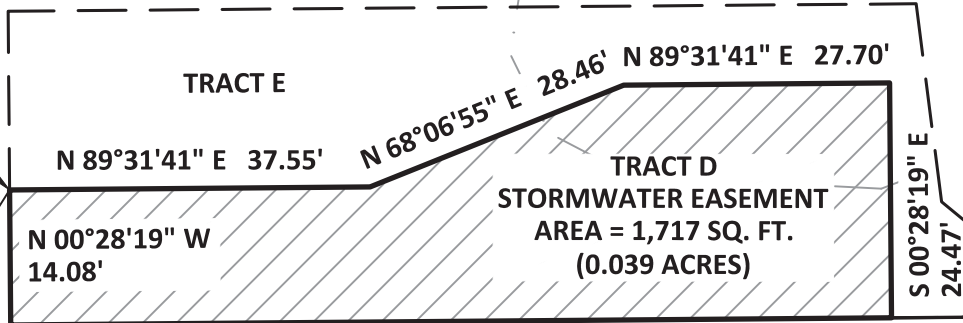 N 89°31'41" E 27.70'
TRACT E
N 68°06'55" E 28.46'
N 89°31'41" E 37.55'
TRACT D
STORMWATER EASEMENT
AREA = 1,717 SQ. FT.
(0.039 ACRES)
N 00°28'19" W
14.08'
S 00°28'19" E
24.47'